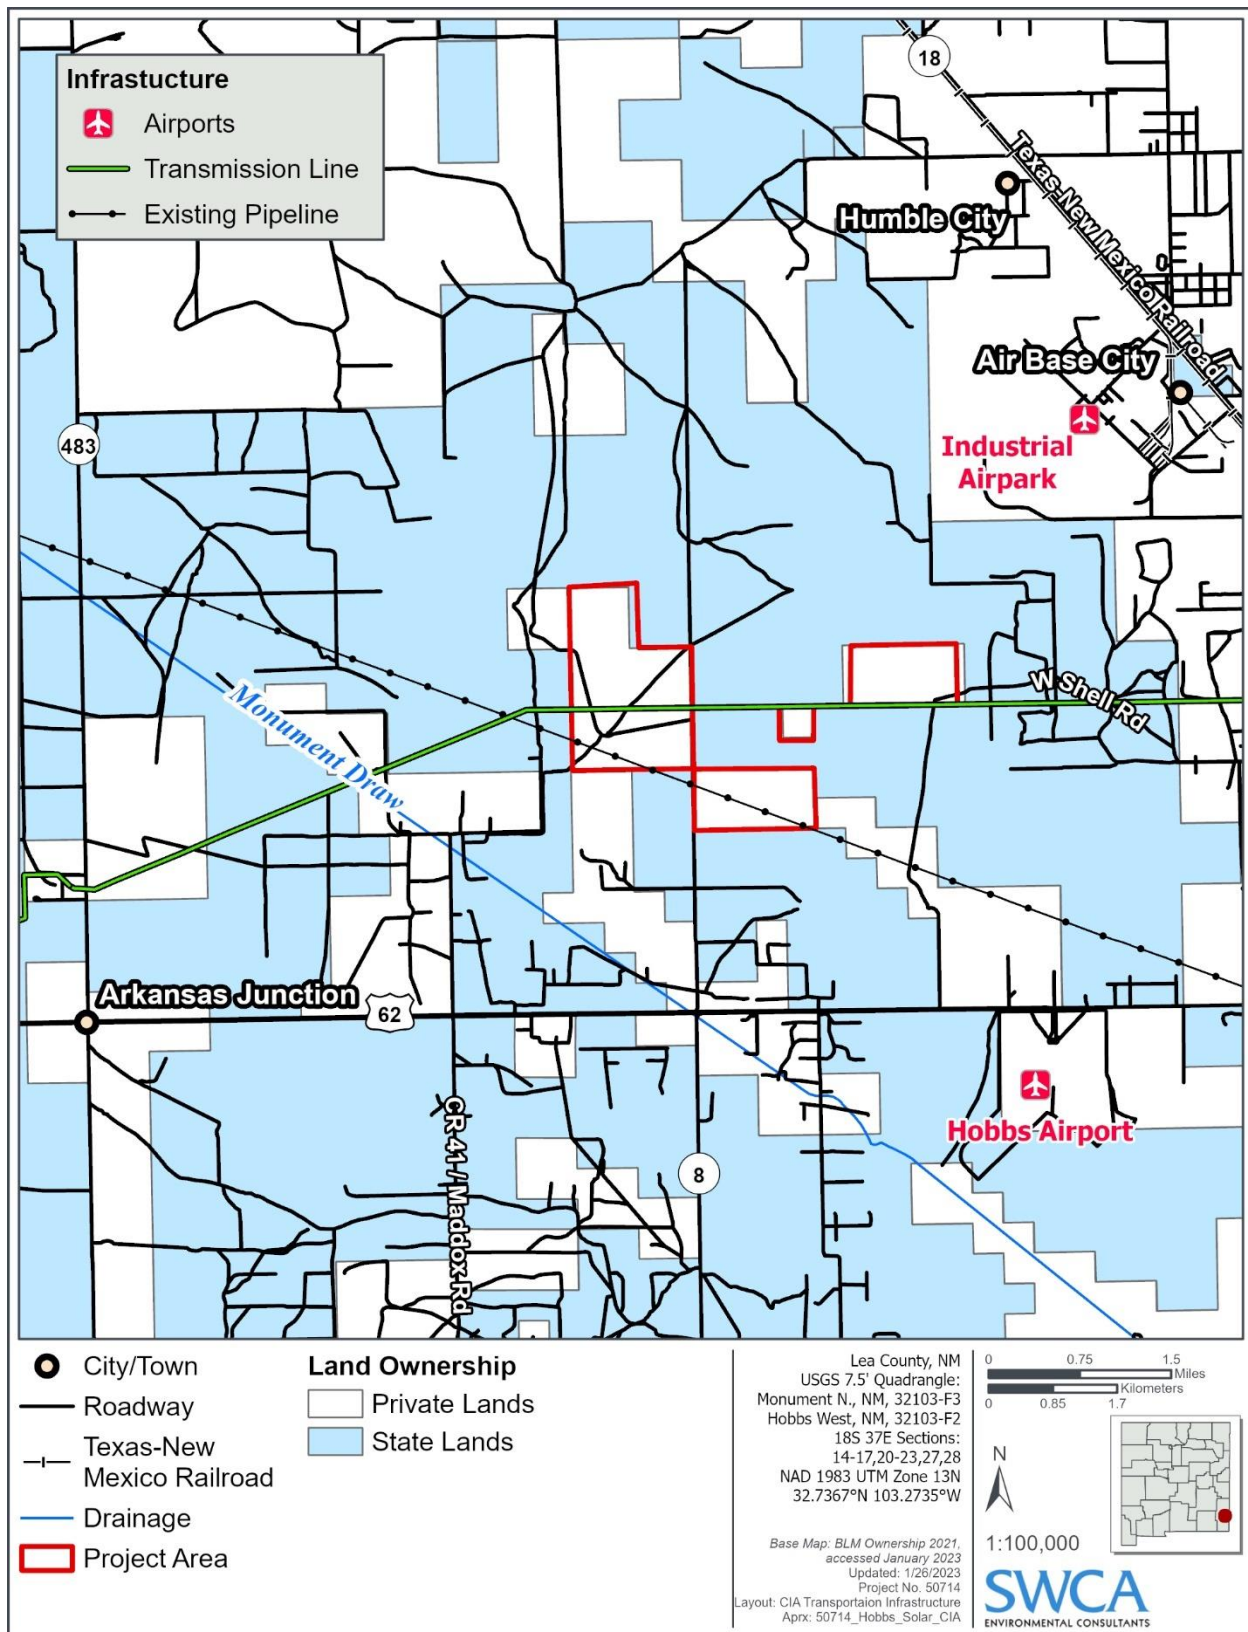 Infrastucture
Airports
Transmission Line
Existing Pipeline
18
Texas-New Mexico Railroad
Humble City
Air Base City
Industrial
Airpark
483
W Shell Rd
Monument Draw
Arkansas Junction
62
Hobbs Airport
CR 41 / Maddox Rd
8
City/Town
Roadway
Texas-New
Mexico Railroad
Drainage
Project Area
Land Ownership
Private Lands
State Lands
Lea County, NM
USGS 7.5' Quadrangle:
Monument N., NM, 32103-F3
Hobbs West, NM, 32103-F2
18S 37E Sections:
14-17,20-23,27,28
NAD 1983 UTM Zone 13N
32.7367°N 103.2735°W
Base Map: BLM Ownership 2021,
accessed January 2023
Updated: 1/26/2023
Project No. 50714
Layout: CIA Transportaion Infrastructure
Aprx: 50714_Hobbs_Solar_CIA
0 0.75 1.5
Miles
Kilometers
0 0.85 1.7
N
1:100,000
SWCA
ENVIRONMENTAL CONSULTANTS